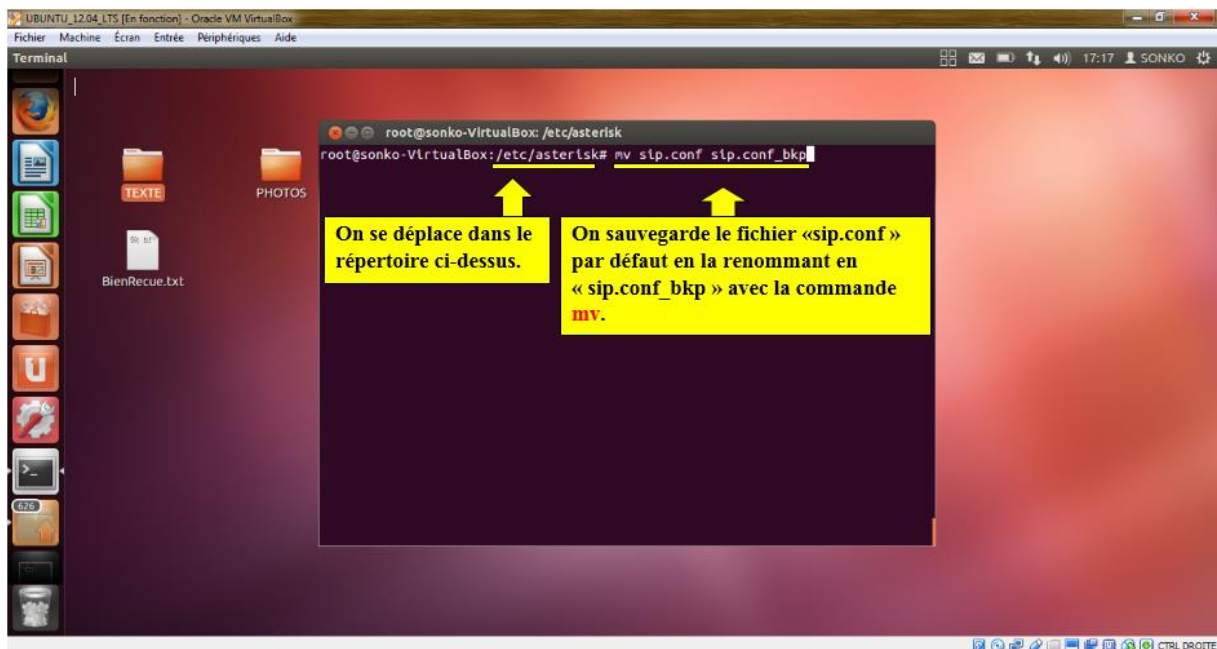 UBUNTU_12.04_LTS [En fonction] - Oracle VM VirtualBox
Fichier Machine Écran Entrée Périphériques Aide
Terminal
17:17 SONKO
root@sonko-VirtualBox: /etc/asterisk
root@sonko-VirtualBox:/etc/asterisk# mv sip.conf sip.conf_bkp
TEXTE
PHOTOS
On se déplace dans le
répertoire ci-dessus.
On sauvegarde le fichier «sip.conf »
par défaut en la renommant en
« sip.conf_bkp » avec la commande
mv.
BienRecue.txt
626
CTRL DROITE